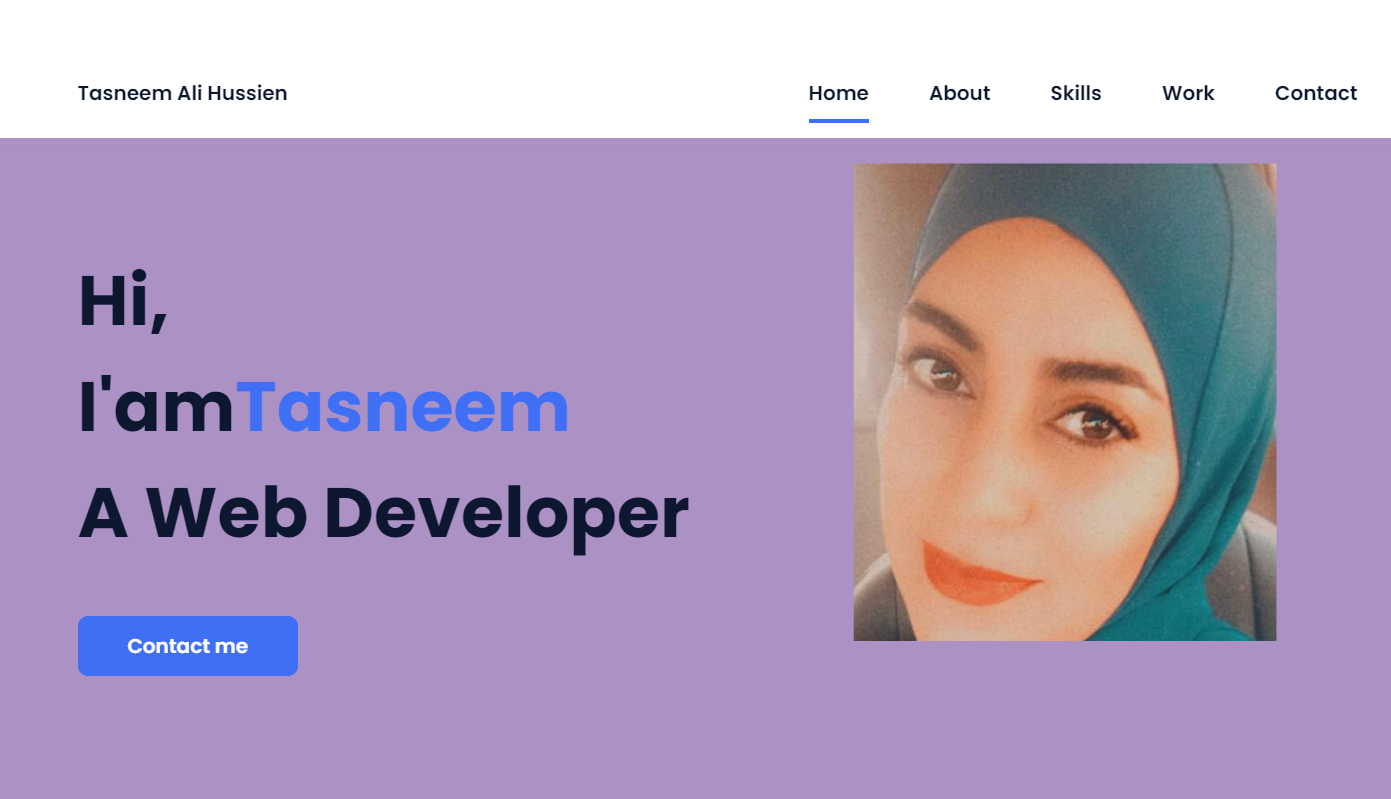 Tasneem Ali Hussien
Home About Skills Work Contact
Hi,
I'amTasneem
A Web Developer
Contact me